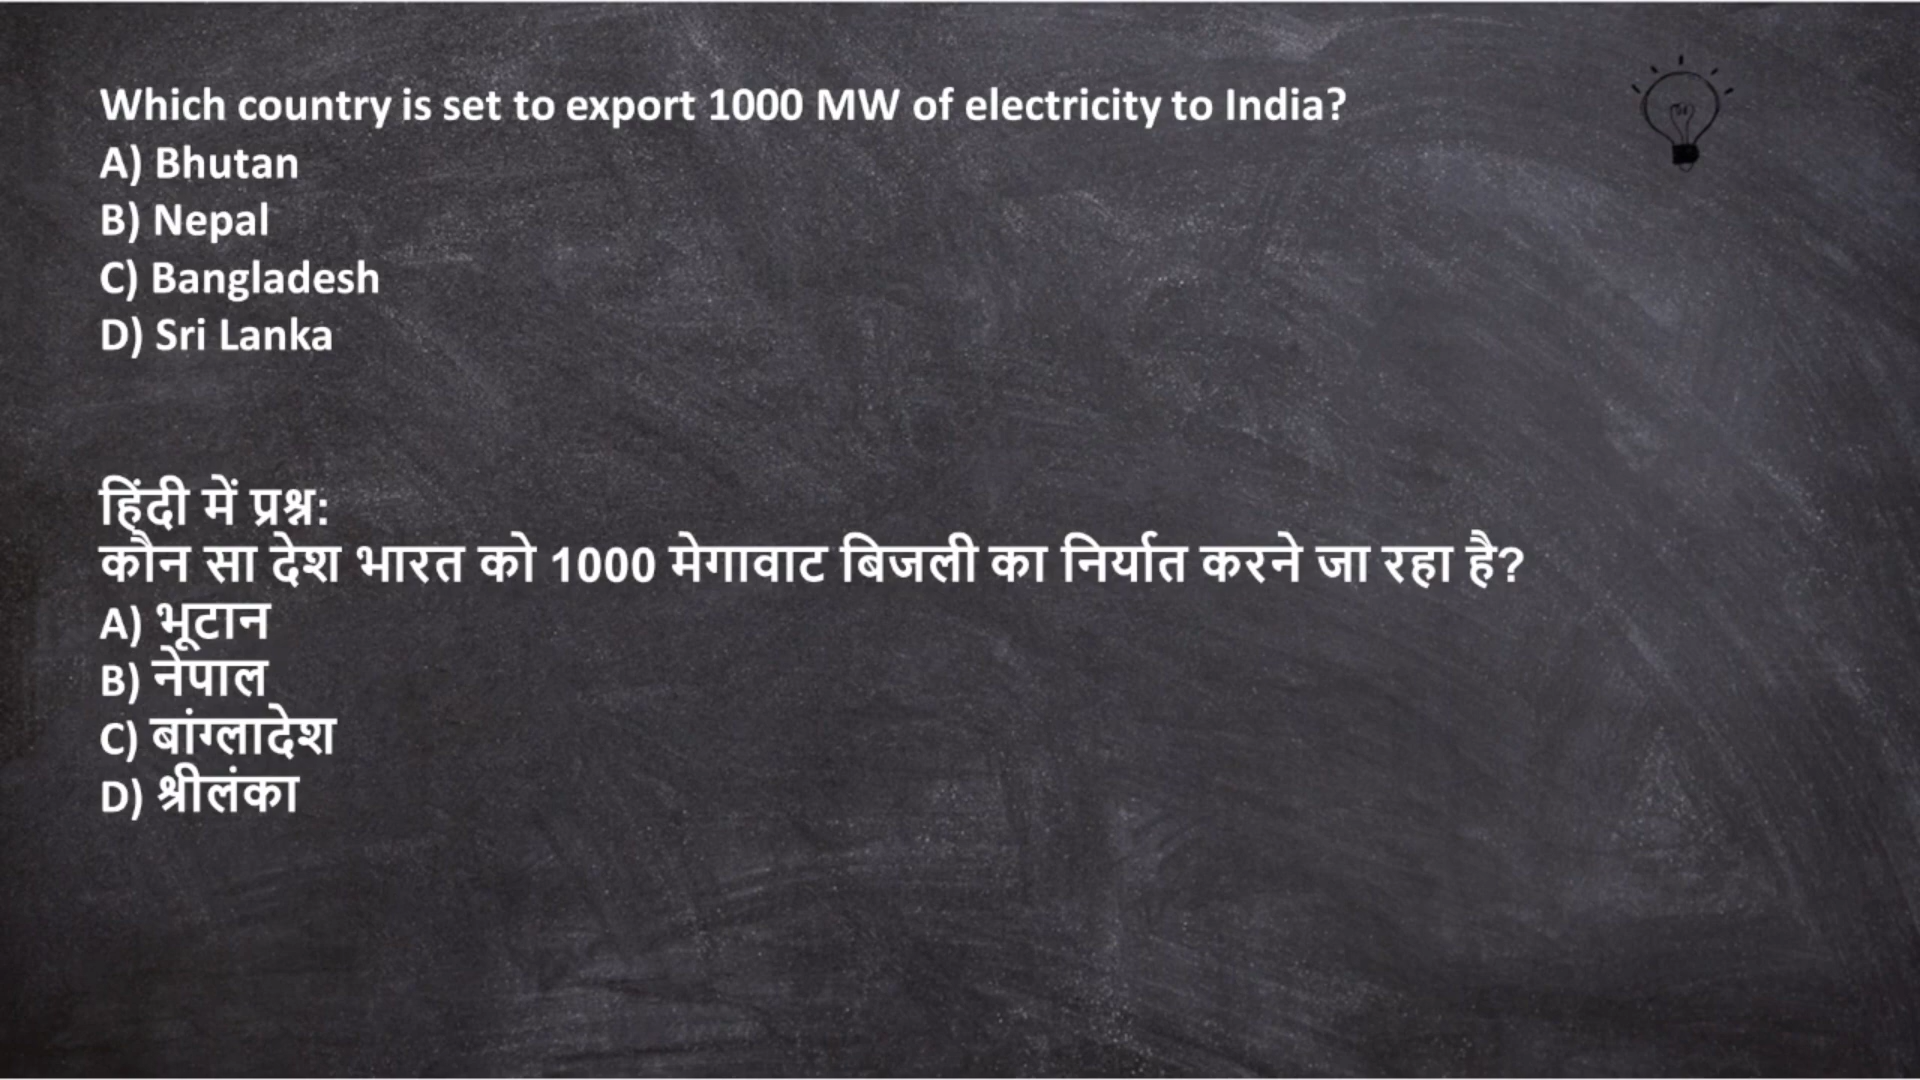 Which country is set to export 1000 MW of electricity to India?
A) Bhutan
B) Nepal
C) Bangladesh
D) Sri Lanka
हिंदी में प्रश्न:
कौन सा देश भारत को 1000 मेगावाट बिजली का निर्यात करने जा रहा है?
A) भूटान
B) नेपाल
C) बांग्लादेश
D) श्रीलंका